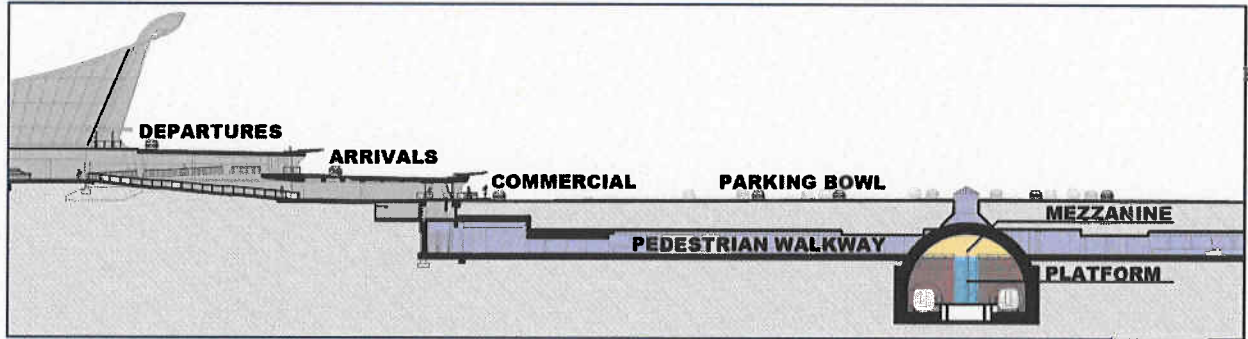 DEPARTURES
ARRIVALS
COMMERCIAL
PARKING BOWL
MEZZANINE
PEDESTRIAN WALKWAY
PLATFORM